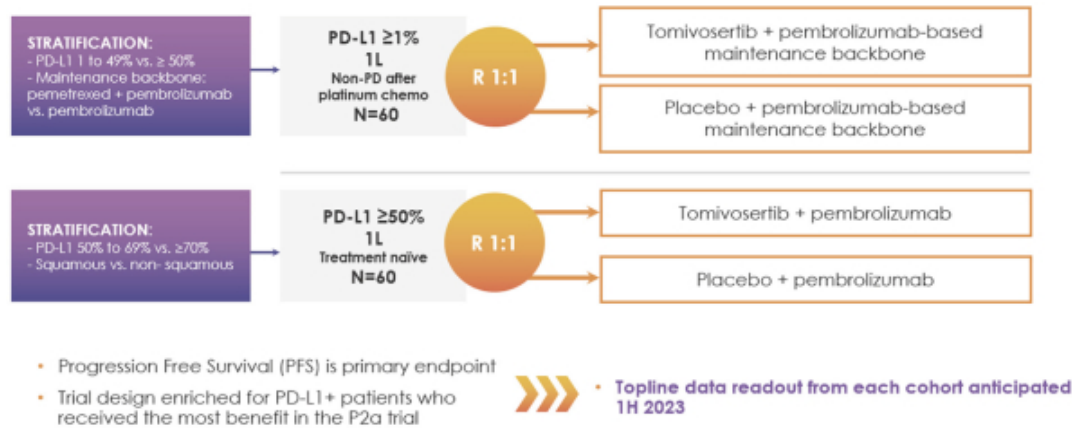 STRATIFICATION:
- PD-L1 1 to 49% vs. ≥ 50%
- Maintenance backbone:
pemetrexed + pembrolizumab
vs. pembrolizumab
PD-L1 ≥1%
1L
Non-PD after
platinum chemo
N=60
R 1:1
Tomivosertib + pembrolizumab-based
maintenance backbone
Placebo + pembrolizumab-based
maintenance backbone
STRATIFICATION:
- PD-L1 50% to 69% vs. ≥70%
- Squamous vs. non- squamous
PD-L1 ≥50%
1L
Treatment naïve
N=60
R 1:1
Tomivosertib + pembrolizumab
Placebo + pembrolizumab
• Progression Free Survival (PFS) is primary endpoint
• Trial design enriched for PD-L1+ patients who
received the most benefit in the P2a trial
• Topline data readout from each cohort anticipated
1H 2023